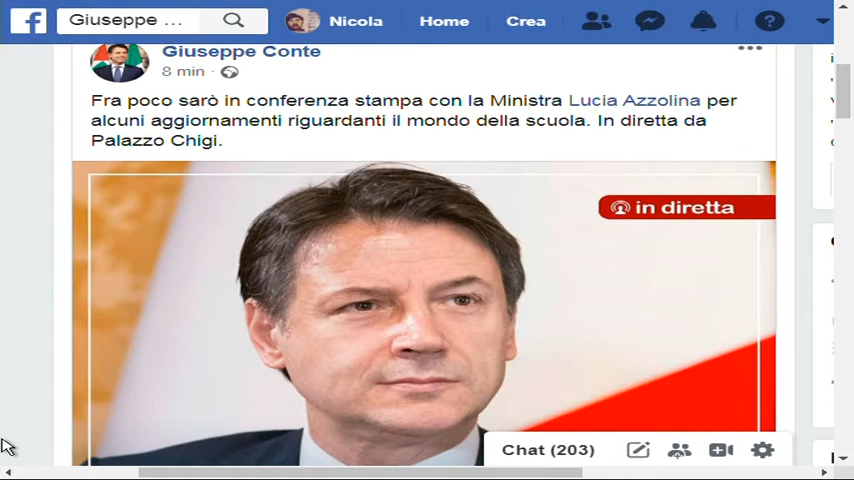 Giuseppe ...
Nicola
Home
Crea
Giuseppe Conte
8 min ·
Fra poco sarò in conferenza stampa con la Ministra Lucia Azzolina per
alcuni aggiornamenti riguardanti il mondo della scuola. In diretta da
Palazzo Chigi.
in diretta
Chat (203)